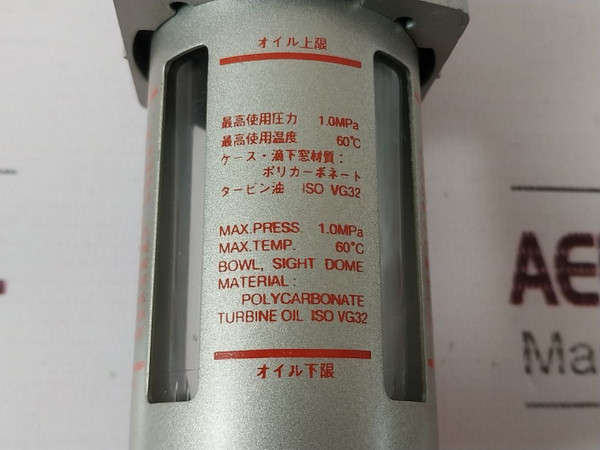 オイル上限
最高使用圧力 1.0MPa
最高使用温度 60℃
ケース・滴下窓材質:
ポリカーボネート
タービン油 ISO VG32
MAX.PRESS. 1.0MPa
MAX.TEMP. 60℃
BOWL, SIGHT DOME
MATERIAL:
POLYCARBONATE
TURBINE OIL ISO VG32
オイル下限